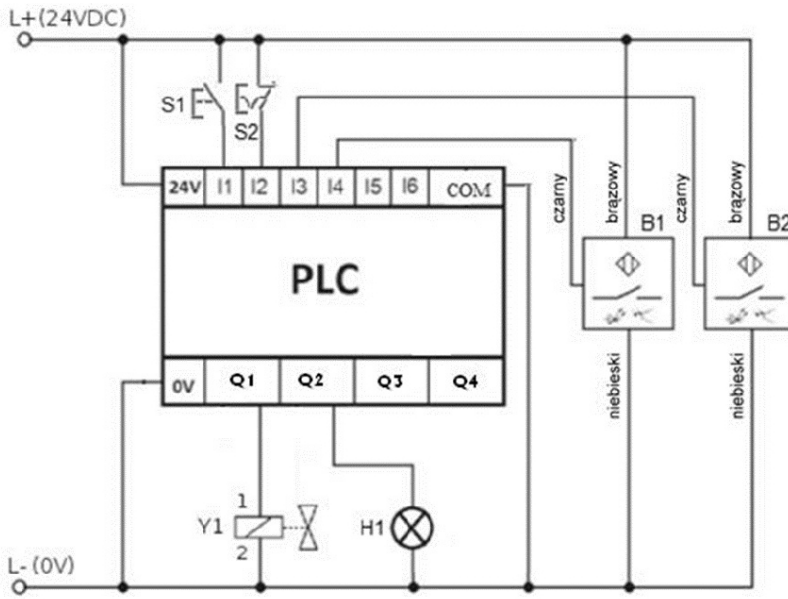 L+(24VDC)
S1
S2
24V I1 I2 I3 I4 I5 I6 COM
czarny
brązowy
czarny
brązowy
B1
B2
PLC
0V Q1 Q2 Q3 Q4
niebieski
niebieski
1
Y1
2
H1
L-(0V)